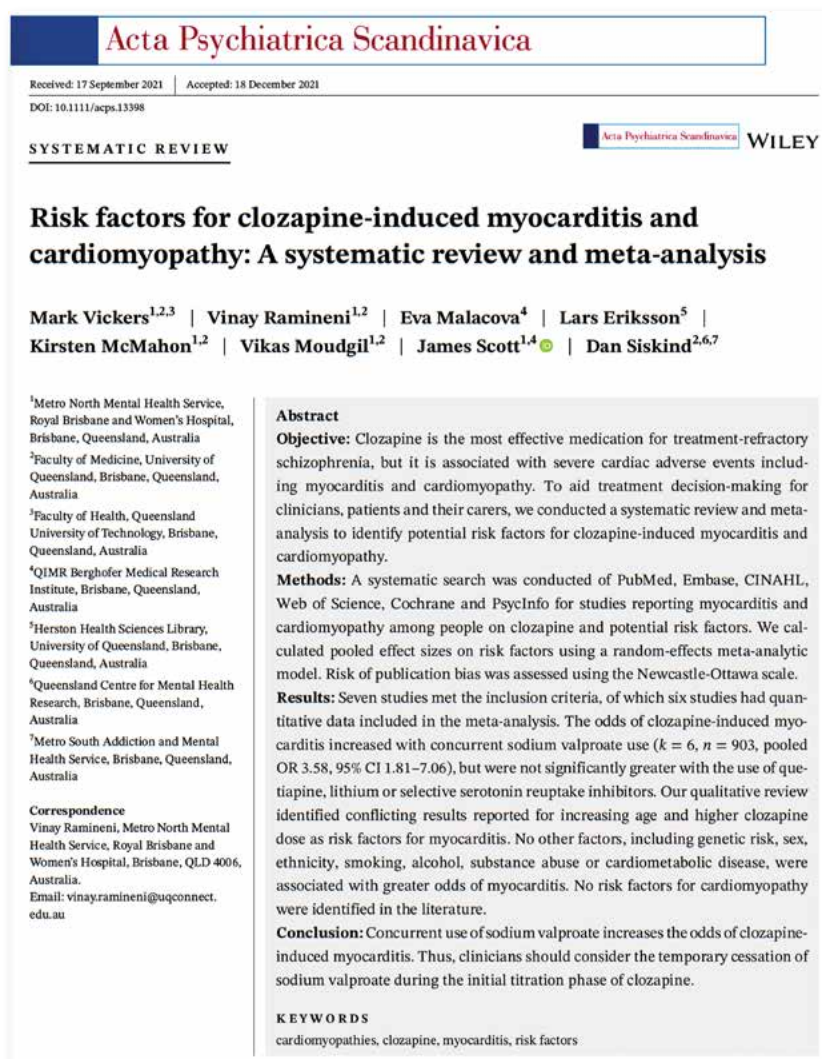 Acta Psychiatrica Scandinavica
Received: 17 September 2021 | Accepted: 18 December 2021
DOI: 10.1111/acps.13398
SYSTEMATIC REVIEW
Acta Psychiatrica Scandinavica WILEY
Risk factors for clozapine-induced myocarditis and
cardiomyopathy: A systematic review and meta-analysis
Mark Vickers1,2,3 | Vinay Ramineni1,2 | Eva Malacova4 | Lars Eriksson5 |
Kirsten McMahon1,2 | Vikas Moudgil1,2 | James Scott1,4 | Dan Siskind2,6,7
1Metro North Mental Health Service,
Royal Brisbane and Women's Hospital,
Brisbane, Queensland, Australia
2Faculty of Medicine, University of
Queensland, Brisbane, Queensland,
Australia
3Faculty of Health, Queensland
University of Technology, Brisbane,
Queensland, Australia
4QIMR Berghofer Medical Research
Institute, Brisbane, Queensland,
Australia
5Herston Health Sciences Library,
University of Queensland, Brisbane,
Queensland, Australia
6Queensland Centre for Mental Health
Research, Brisbane, Queensland,
Australia
7Metro South Addiction and Mental
Health Service, Brisbane, Queensland,
Australia
Correspondence
Vinay Ramineni, Metro North Mental
Health Service, Royal Brisbane and
Women's Hospital, Brisbane, QLD 4006,
Australia.
Email: vinay.ramineni@uqconnect.
edu.au
Abstract
Objective: Clozapine is the most effective medication for treatment-refractory
schizophrenia, but it is associated with severe cardiac adverse events includ-
ing myocarditis and cardiomyopathy. To aid treatment decision-making for
clinicians, patients and their carers, we conducted a systematic review and meta-
analysis to identify potential risk factors for clozapine-induced myocarditis and
cardiomyopathy.
Methods: A systematic search was conducted of PubMed, Embase, CINAHL,
Web of Science, Cochrane and PsycInfo for studies reporting myocarditis and
cardiomyopathy among people on clozapine and potential risk factors. We cal-
culated pooled effect sizes on risk factors using a random-effects meta-analytic
model. Risk of publication bias was assessed using the Newcastle-Ottawa scale.
Results: Seven studies met the inclusion criteria, of which six studies had quan-
titative data included in the meta-analysis. The odds of clozapine-induced myo-
carditis increased with concurrent sodium valproate use (k = 6, n = 903, pooled
OR 3.58, 95% CI 1.81–7.06), but were not significantly greater with the use of que-
tiapine, lithium or selective serotonin reuptake inhibitors. Our qualitative review
identified conflicting results reported for increasing age and higher clozapine
dose as risk factors for myocarditis. No other factors, including genetic risk, sex,
ethnicity, smoking, alcohol, substance abuse or cardiometabolic disease, were
associated with greater odds of myocarditis. No risk factors for cardiomyopathy
were identified in the literature.
Conclusion: Concurrent use of sodium valproate increases the odds of clozapine-
induced myocarditis. Thus, clinicians should consider the temporary cessation of
sodium valproate during the initial titration phase of clozapine.
KEYWORDS
cardiomyopathies, clozapine, myocarditis, risk factors